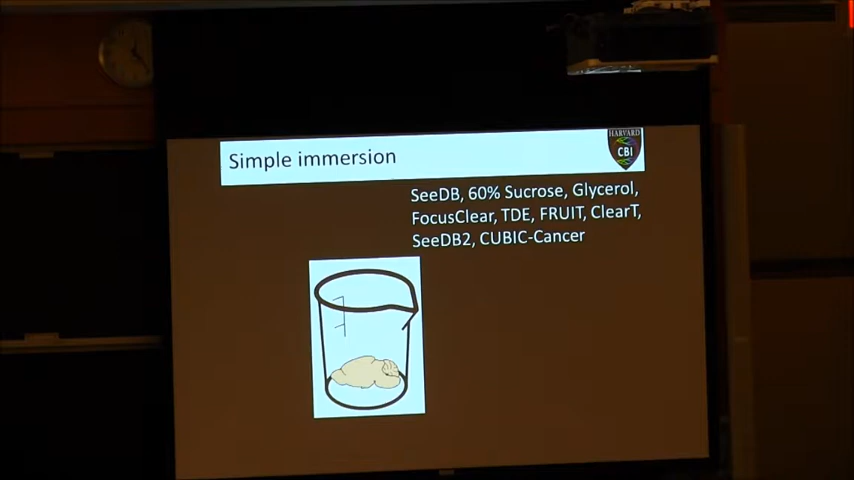 Simple immersion
HARVARD
CBI
SeeDB, 60% Sucrose, Glycerol,
FocusClear, TDE, FRUIT, ClearT,
SeeDB2, CUBIC-Cancer